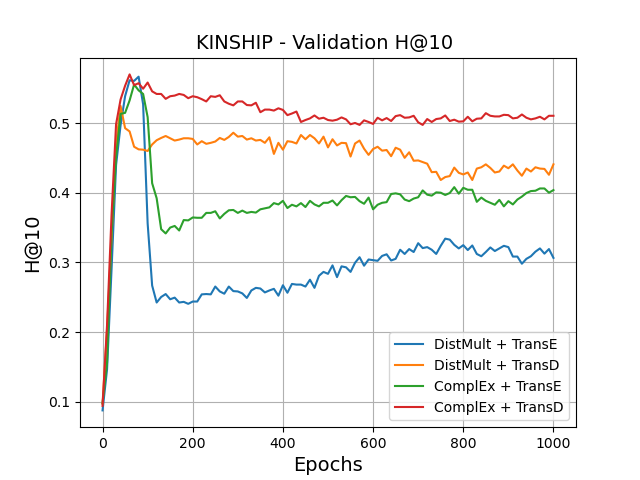 KINSHIP - Validation H@10
H@10
0.5
0.4
0.3
0.2
0.1
DistMult + TransE
DistMult + TransD
ComplEx + TransE
ComplEx + TransD
0 200 400 600 800 1000
Epochs